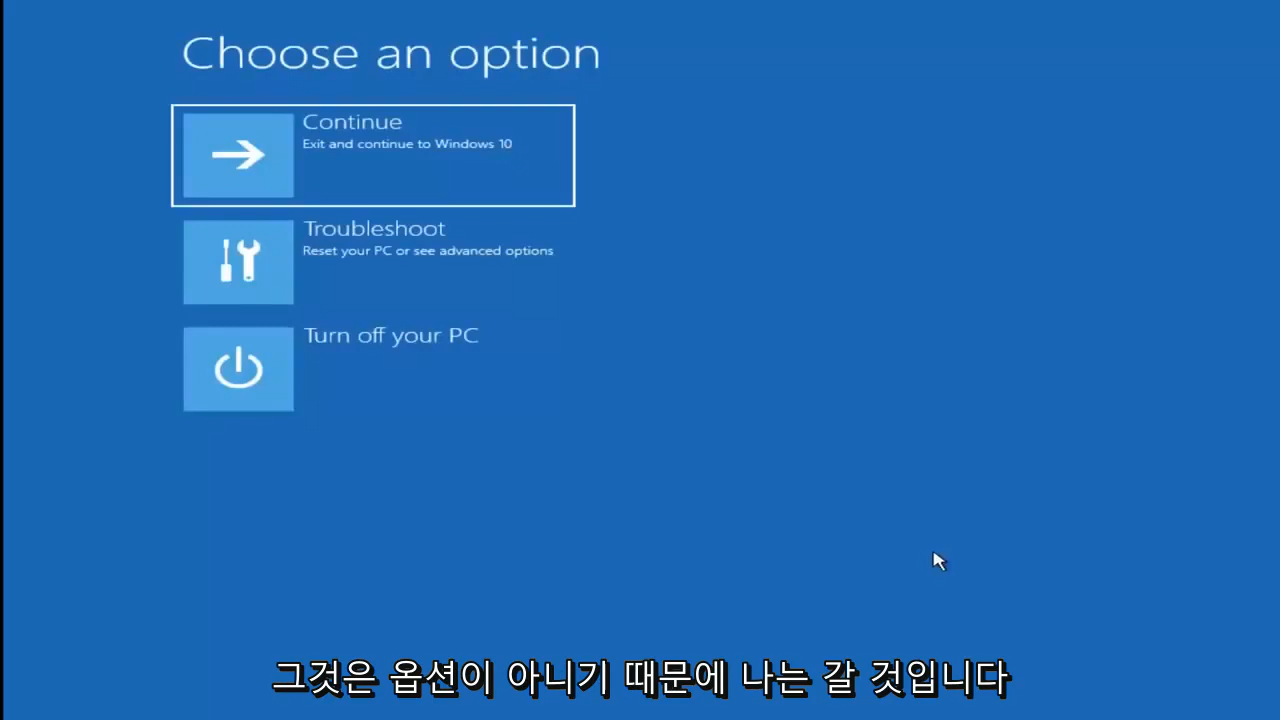 Choose an option
Continue
Exit and continue to Windows 10
Troubleshoot
Reset your PC or see advanced options
Turn off your PC
그것은 옵션이 아니기 때문에 나는 갈 것입니다